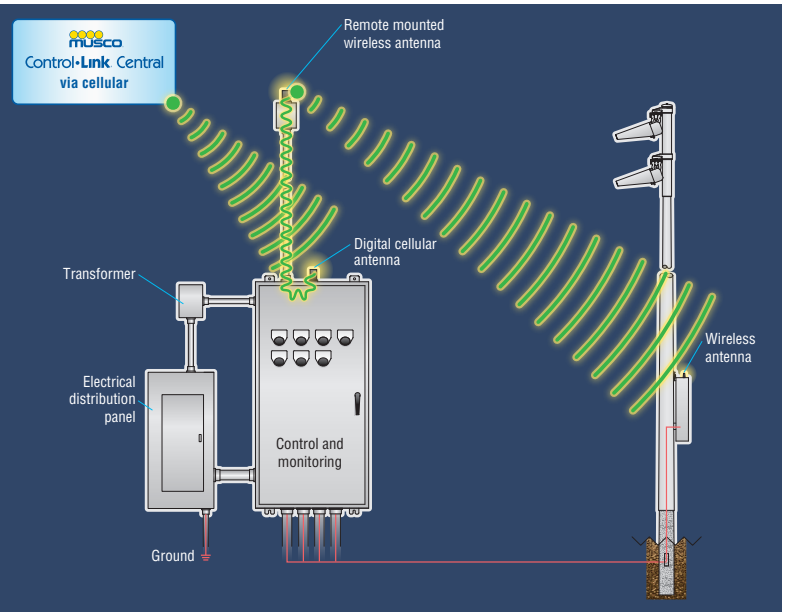 Remote mounted
wireless antenna
musco
Control•Link Central
via cellular
Digital cellular
antenna
Transformer
Wireless
antenna
Electrical
distribution
panel
Control and
monitoring
Ground